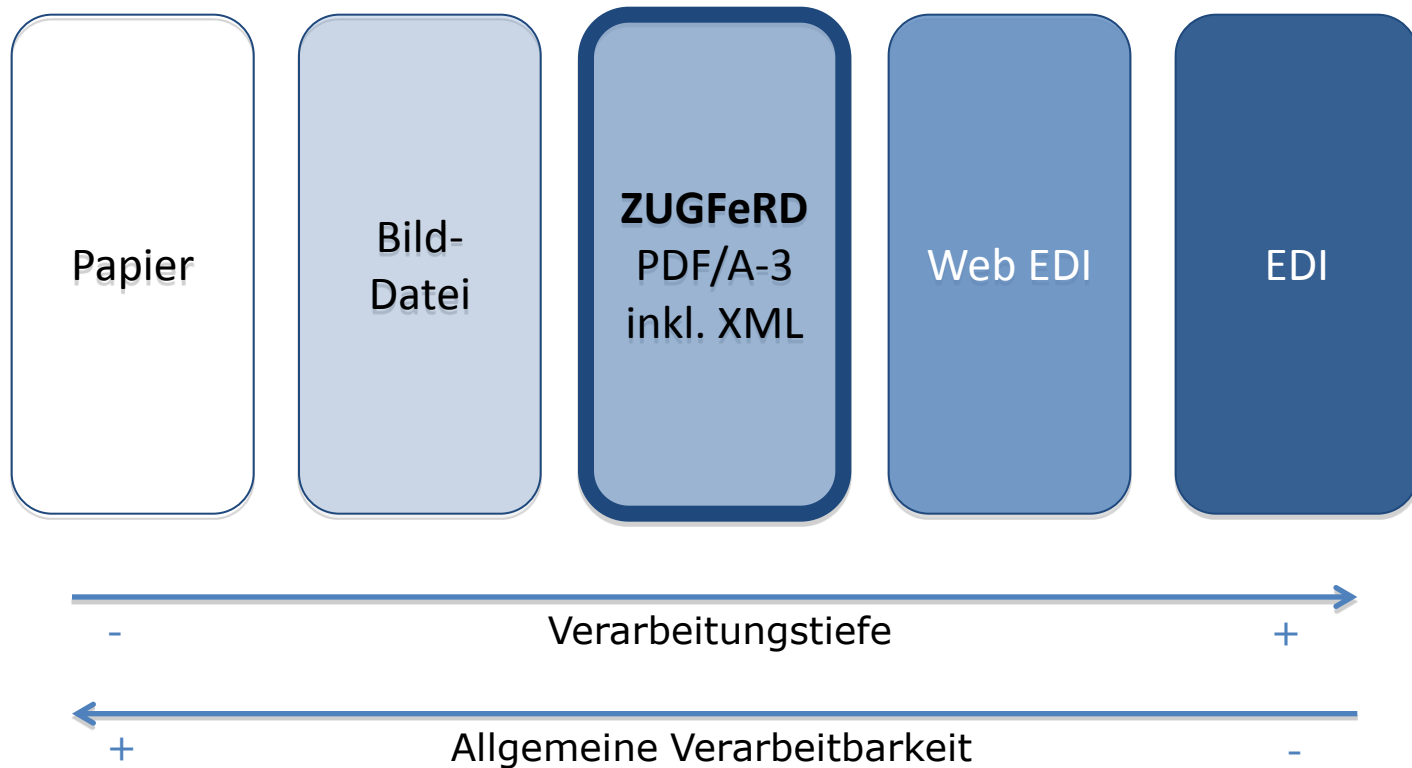 Papier
Bild-
Datei
ZUGFeRD
PDF/A-3
inkl. XML
Web EDI
EDI
- Verarbeitungstiefe +
+ Allgemeine Verarbeitbarkeit -